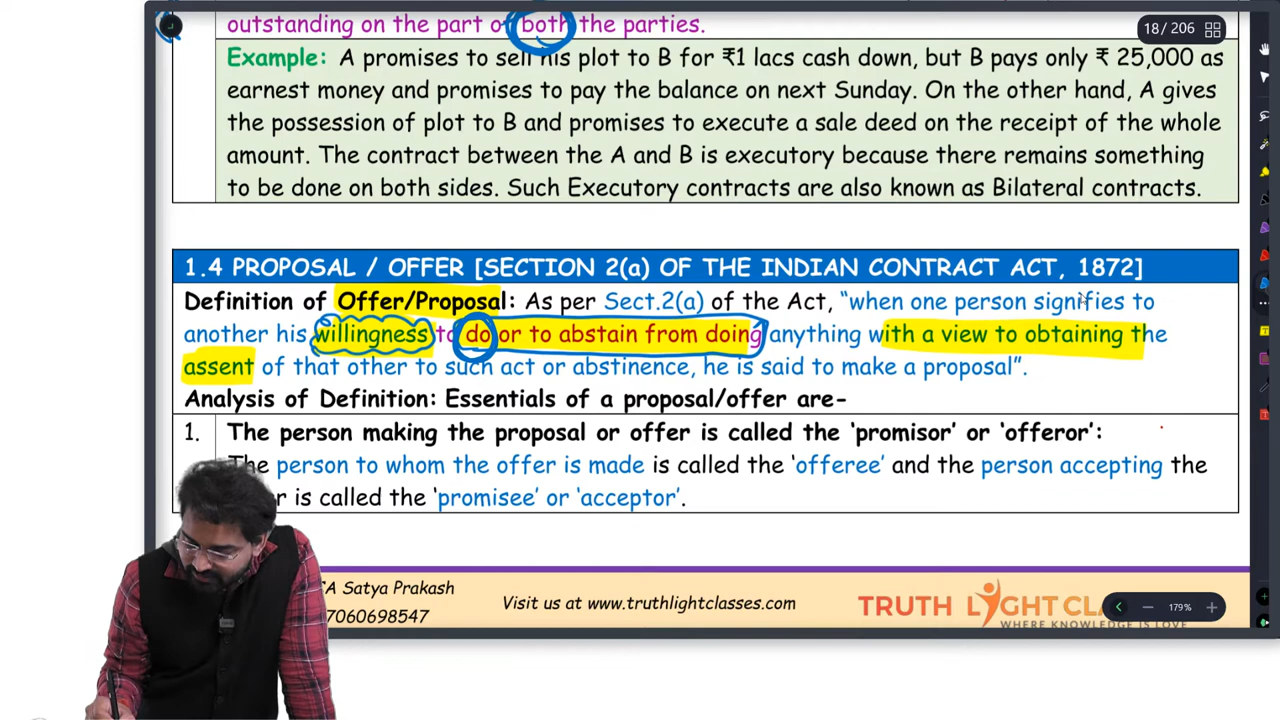 outstanding on the part of both the parties.
18 / 206
Example: A promises to sell his plot to B for ₹1 lacs cash down, but B pays only ₹ 25,000 as
earnest money and promises to pay the balance on next Sunday. On the other hand, A gives
the possession of plot to B and promises to execute a sale deed on the receipt of the whole
amount. The contract between the A and B is executory because there remains something
to be done on both sides. Such Executory contracts are also known as Bilateral contracts.
1.4 PROPOSAL / OFFER [SECTION 2(a) OF THE INDIAN CONTRACT ACT, 1872]
Definition of Offer/Proposal: As per Sect.2(a) of the Act, “when one person signifies to
another his willingness to do or to abstain from doing anything with a view to obtaining the
assent of that other to such act or abstinence, he is said to make a proposal”.
Analysis of Definition: Essentials of a proposal/offer are-
1. The person making the proposal or offer is called the ‘promisor’ or ‘offeror’:
The person to whom the offer is made is called the ‘offeree’ and the person accepting the
is called the ‘promisee’ or ‘acceptor’.
CA Satya Prakash
7060698547
Visit us at www.truthlightclasses.com
TRUTH LIGHT
WHERE KNOWLEDGE IS LOVE
179%